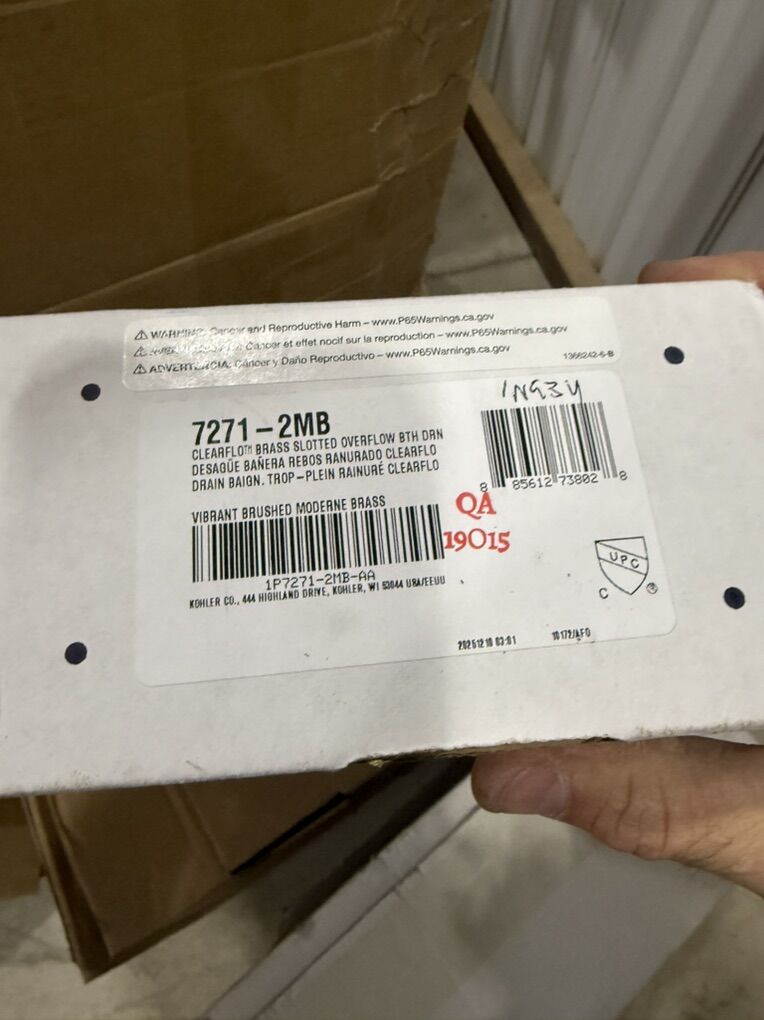 WARNING: Cancer and Reproductive Harm – www.P65Warnings.ca.gov
Cancer et effet nocif sur la reproduction – www.P65Warnings.ca.gov
ADVERTENCIA: Cáncer y Daño Reproductivo – www.P65Warnings.ca.gov
1366242-6-B
7271–2MB
CLEARFLO™ BRASS SLOTTED OVERFLOW BTH DRN
DESAGÜE BAÑERA REBOS RANURADO CLEARFLO
DRAIN BAIGN. TROP–PLEIN RAINURÉ CLEARFLO
VIBRANT BRUSHED MODERNE BRASS
1P7271-2MB-AA
KOHLER CO., 444 HIGHLAND DRIVE, KOHLER, WI 53044 USA/EEUU
8 85612 73802 8
QA
19015
UPC
C ®